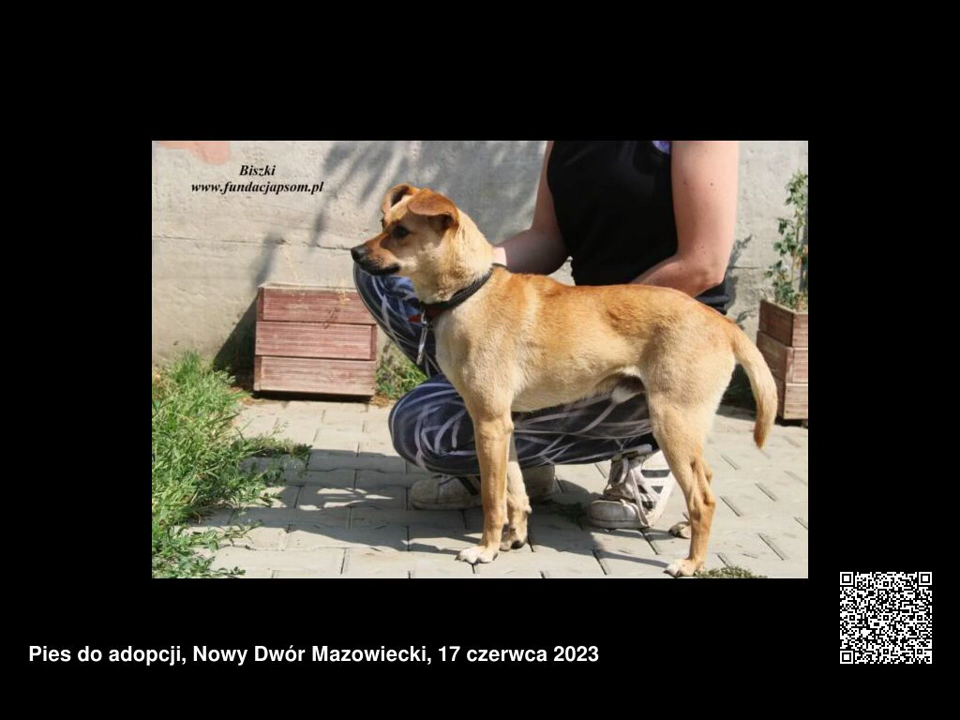 Biszki
www.fundacjapsom.pl
Pies do adopcji, Nowy Dwór Mazowiecki, 17 czerwca 2023